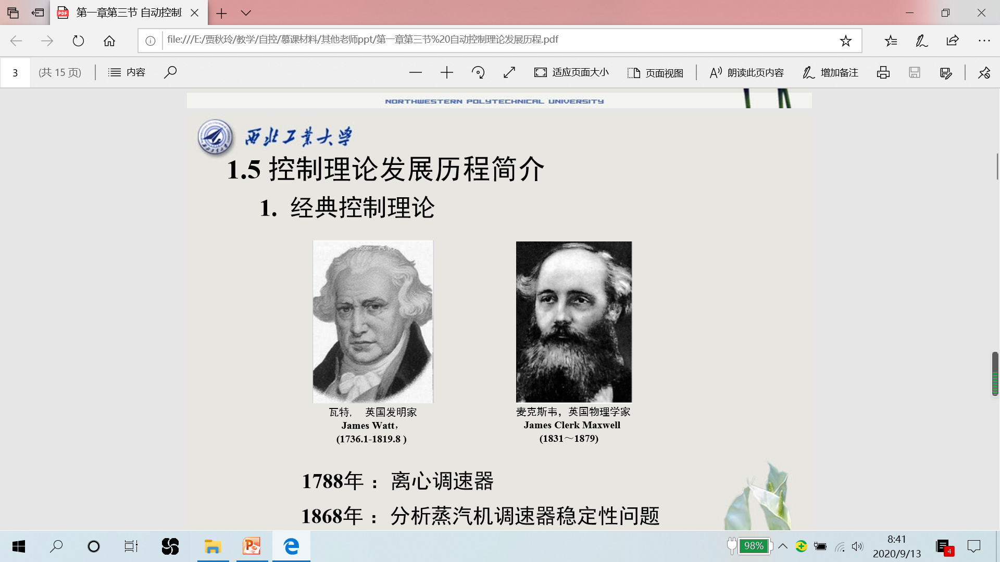 第一章第三节 自动控制
file:///E:/贾秋玲/教学/自控/慕课材料/其他老师ppt/第一章第三节%20自动控制理论发展历程.pdf
3 (共 15 页) 内容 适应页面大小 页面视图 朗读此页内容 增加备注
NORTHWESTERN POLYTECHNICAL UNIVERSITY
西北工业大学
1.5 控制理论发展历程简介
1. 经典控制理论
瓦特, 英国发明家
James Watt，
(1736.1-1819.8 )
麦克斯韦，英国物理学家
James Clerk Maxwell
(1831～1879)
1788年 ：离心调速器
1868年 ：分析蒸汽机调速器稳定性问题
98%
8:41
2020/9/13
4